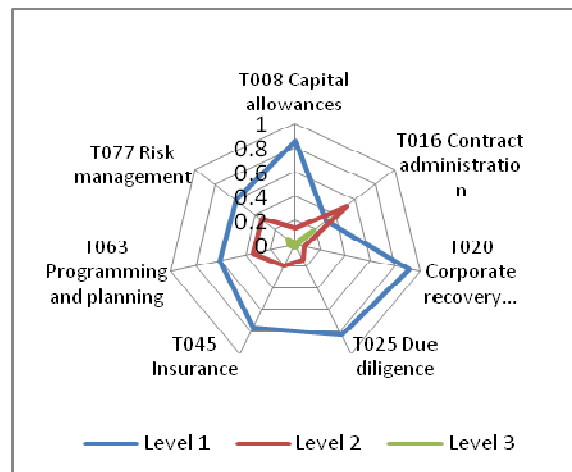 T008 Capital
allowances
1
0.8
0.6
0.4
0.2
0
T016 Contract
administratio
n
T020
Corporate
recovery...
T025 Due
diligence
T045
Insurance
T063
Programming
and planning
T077 Risk
management
Level 1
Level 2
Level 3